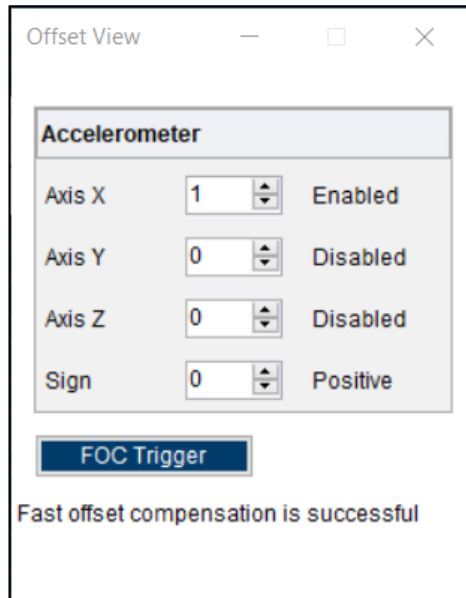 Offset View
Accelerometer
Axis X 1 Enabled
Axis Y 0 Disabled
Axis Z 0 Disabled
Sign 0 Positive
FOC Trigger
Fast offset compensation is successful